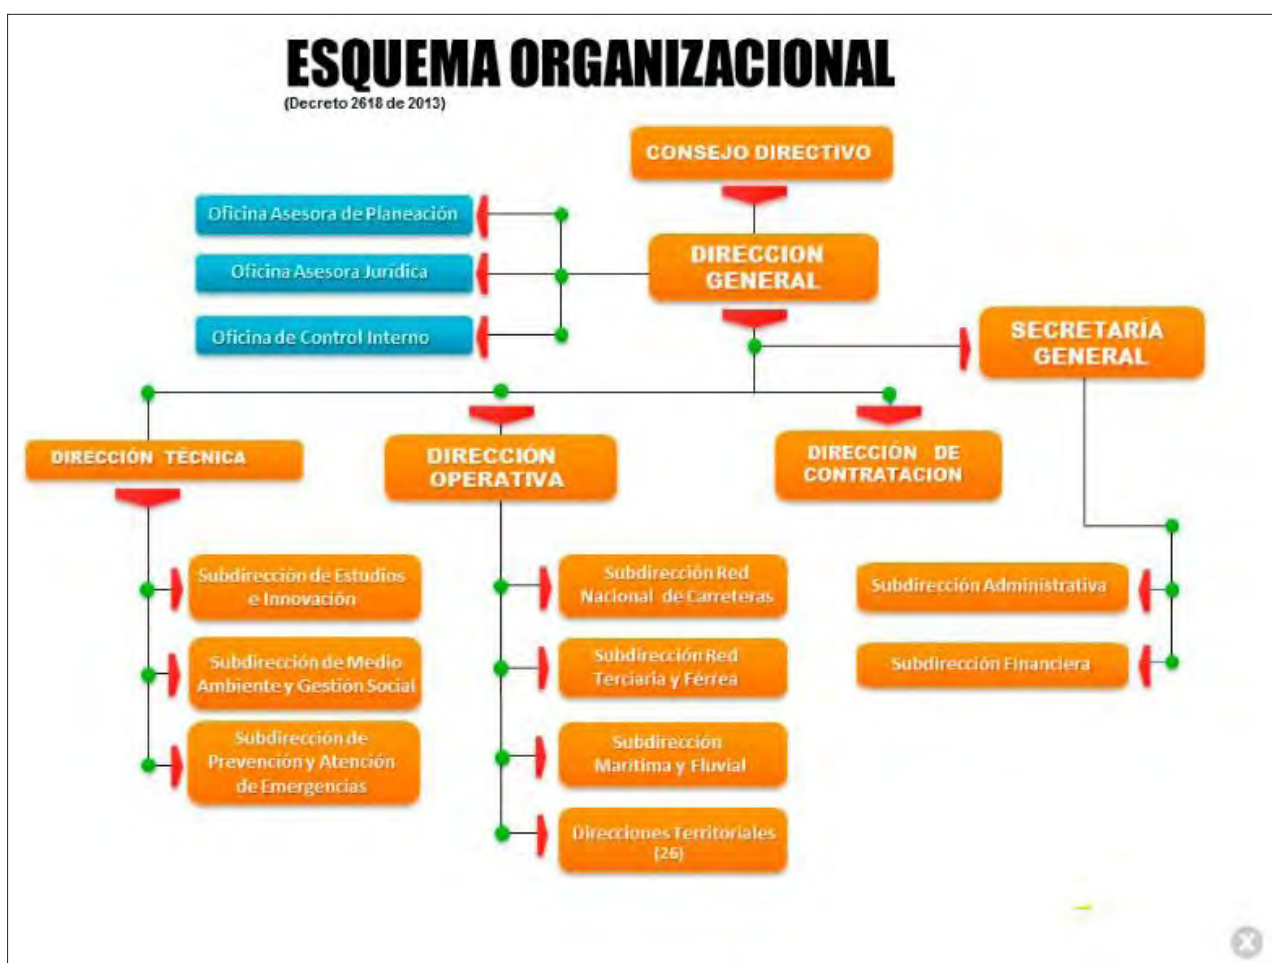 ESQUEMA ORGANIZACIONAL
(Decreto 2618 de 2013)
CONSEJO DIRECTIVO
Oficina Asesora de Planeación
Oficina Asesora Jurídica
Oficina de Control Interno
DIRECCION
GENERAL
SECRETARÍA
GENERAL
DIRECCIÓN TÉCNICA
DIRECCIÓN
OPERATIVA
DIRECCIÓN DE
CONTRATACION
Subdirección de Estudios
e Innovación
Subdirección de Medio
Ambiente y Gestión Social
Subdirección de
Prevención y Atención
de Emergencias
Subdirección Red
Nacional de Carreteras
Subdirección Red
Terciaria y Férrea
Subdirección
Marítima y Fluvial
Direcciones Territoriales
(26)
Subdirección Administrativa
Subdirección Financiera